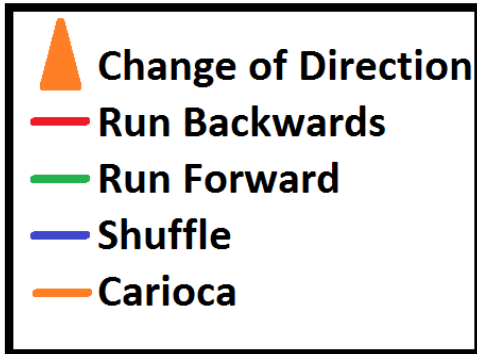 Change of Direction
Run Backwards
Run Forward
Shuffle
Carioca